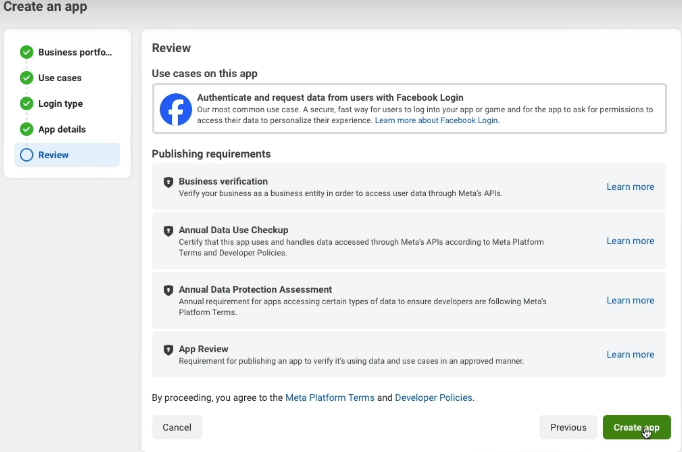 Create an app
Business portfo...
Use cases
Login type
App details
Review
Review
Use cases on this app
Authenticate and request data from users with Facebook Login
Our most common use case. A secure, fast way for users to log into your app or game and for the app to ask for permissions to
access their data to personalize their experience. Learn more about Facebook Login.
Publishing requirements
Business verification
Verify your business as a business entity in order to access user data through Meta's APIs.
Learn more
Annual Data Use Checkup
Certify that this app uses and handles data accessed through Meta's APIs according to Meta Platform
Terms and Developer Policies.
Learn more
Annual Data Protection Assessment
Annual requirement for apps accessing certain types of data to ensure developers are following Meta's
Platform Terms.
Learn more
App Review
Requirement for publishing an app to verify it's using data and use cases in an approved manner.
Learn more
By proceeding, you agree to the Meta Platform Terms and Developer Policies.
Cancel
Previous
Create app